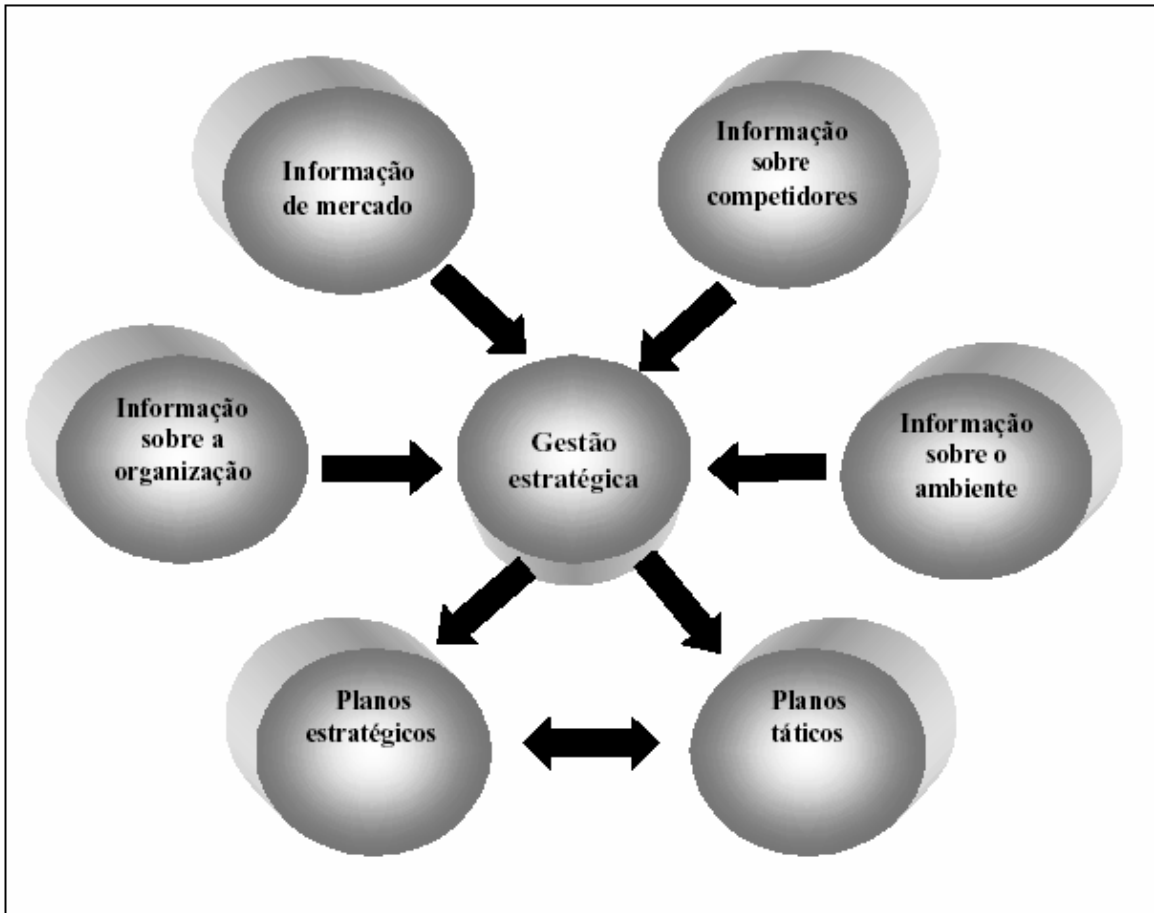 Informação
de mercado
Informação
sobre
competidores
Informação
sobre a
organização
Gestão
estratégica
Informação
sobre o
ambiente
Planos
estratégicos
Planos
táticos